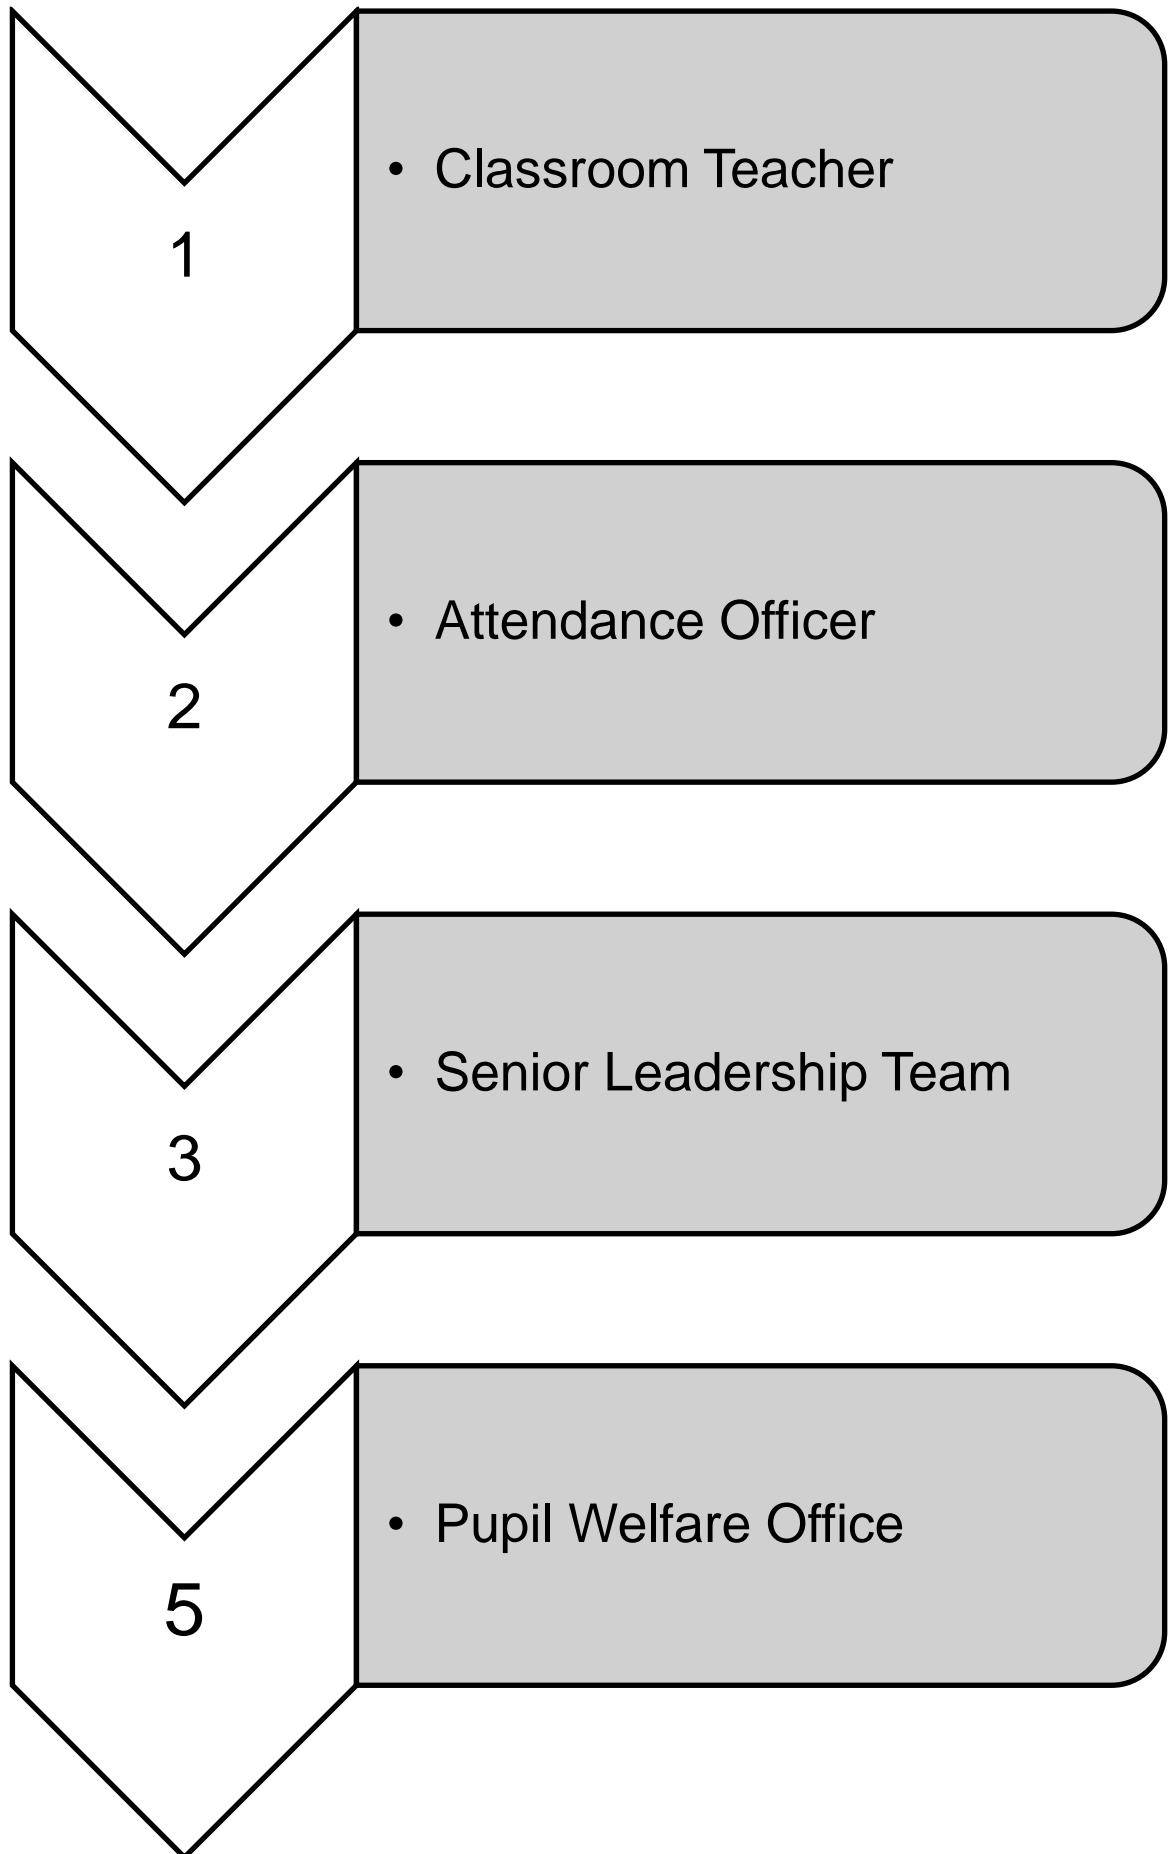 1
• Classroom Teacher
2
• Attendance Officer
3
• Senior Leadership Team
5
• Pupil Welfare Office